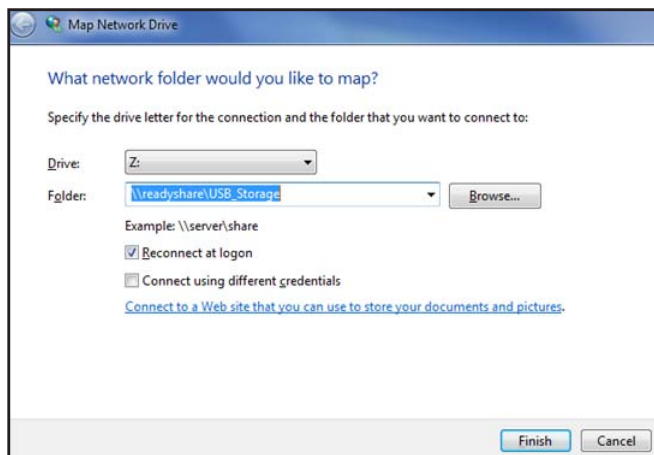 Map Network Drive
What network folder would you like to map?
Specify the drive letter for the connection and the folder that you want to connect to:
Drive: Z:
Folder: \\readyshare\USB_Storage Browse...
Example: \\server\share
Reconnect at logon
Connect using different credentials
Connect to a Web site that you can use to store your documents and pictures.
Finish Cancel